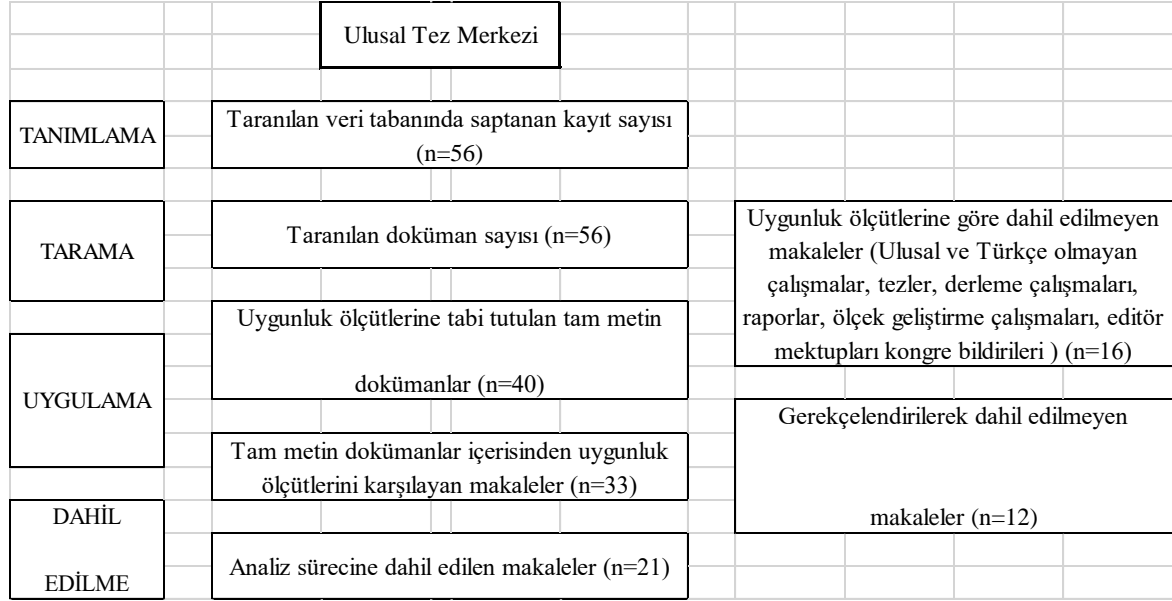 Ulusal Tez Merkezi
TANIMLAMA
Taranılan veri tabanında saptanan kayıt sayısı
(n=56)
TARAMA
Taranılan doküman sayısı (n=56)
Uygunluk ölçütlerine göre dahil edilmeyen
makaleler (Ulusal ve Türkçe olmayan
çalışmalar, tezler, derleme çalışmaları,
raporlar, ölçek geliştirme çalışmaları, editör
mektupları kongre bildirileri ) (n=16)
UYGULAMA
Uygunluk ölçütlerine tabi tutulan tam metin
dokümanlar (n=40)
Tam metin dokümanlar içerisinden uygunluk
ölçütlerini karşılayan makaleler (n=33)
Gerekçelendirilerek dahil edilmeyen
makaleler (n=12)
DAHİL
EDİLME
Analiz sürecine dahil edilen makaleler (n=21)